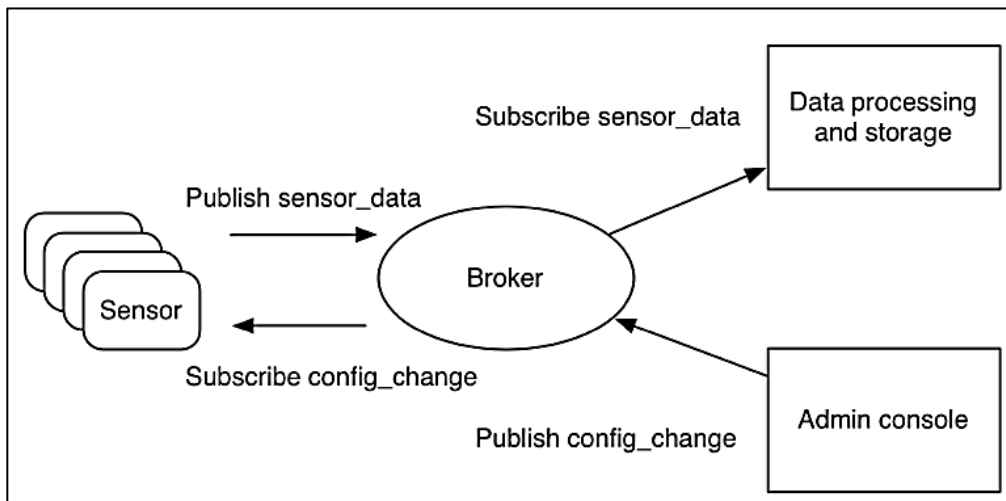 Data processing
and storage
Subscribe sensor_data
Publish sensor_data
Broker
Sensor
Subscribe config_change
Admin console
Publish config_change